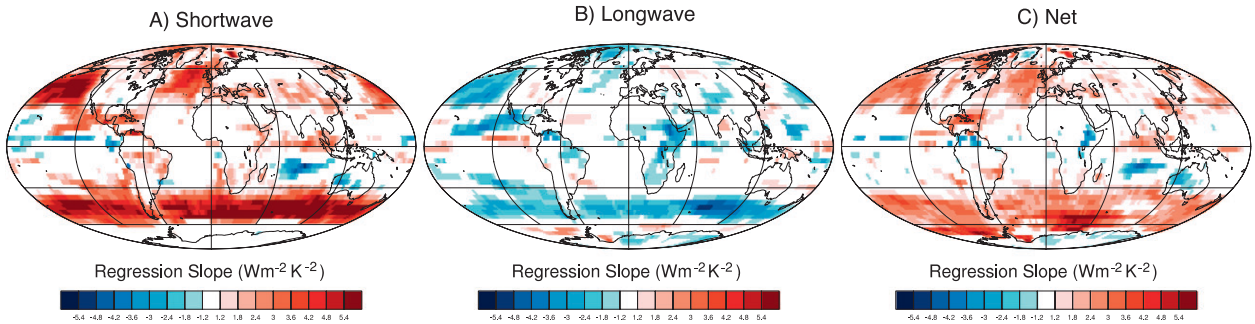 A) Shortwave
B) Longwave
C) Net
Regression Slope (Wm⁻² K⁻²)
Regression Slope (Wm⁻² K⁻²)
Regression Slope (Wm⁻² K⁻²)
-5.4 -4.8 -4.2 -3.6 -3 -2.4 -1.8 -1.2 1.2 1.8 2.4 3 3.6 4.2 4.8 5.4
-5.4 -4.8 -4.2 -3.6 -3 -2.4 -1.8 -1.2 1.2 1.8 2.4 3 3.6 4.2 4.8 5.4
-5.4 -4.8 -4.2 -3.6 -3 -2.4 -1.8 -1.2 1.2 1.8 2.4 3 3.6 4.2 4.8 5.4